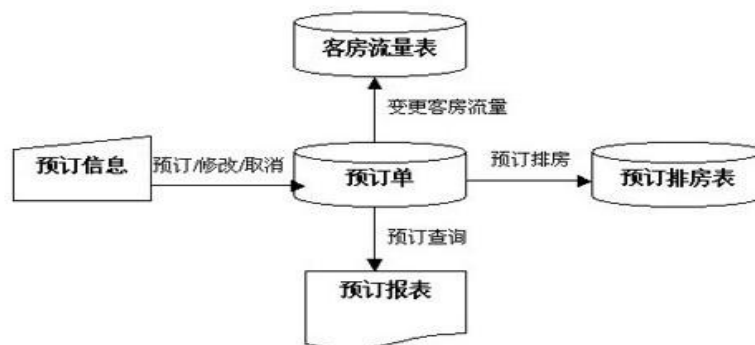 客房流量表
变更客房流量
预订信息
预订/修改/取消
预订单
预订排房
预订排房表
预订查询
预订报表